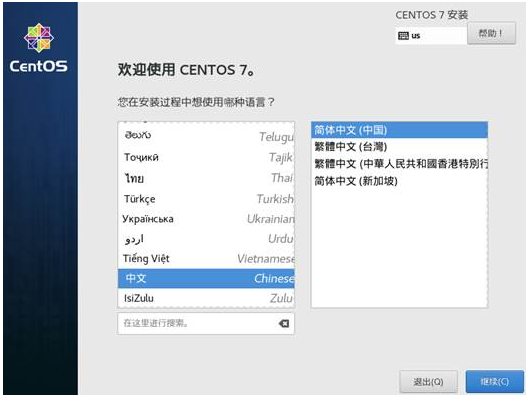 CentOS
CENTOS 7 安装
us
帮助！
欢迎使用 CENTOS 7。
您在安装过程中想使用哪种语言？
తెలుగు Telugu
Тоҷикӣ Tajik
ไทย Thai
Türkçe Turkish
Українська Ukrainian
اردو Urdu
Tiếng Việt Vietnamese
中文 Chinese
IsiZulu Zulu
简体中文 (中国)
繁體中文 (台灣)
繁體中文 (中華人民共和國香港特別行
简体中文 (新加坡)
在这里进行搜索。
退出(Q)
继续(C)